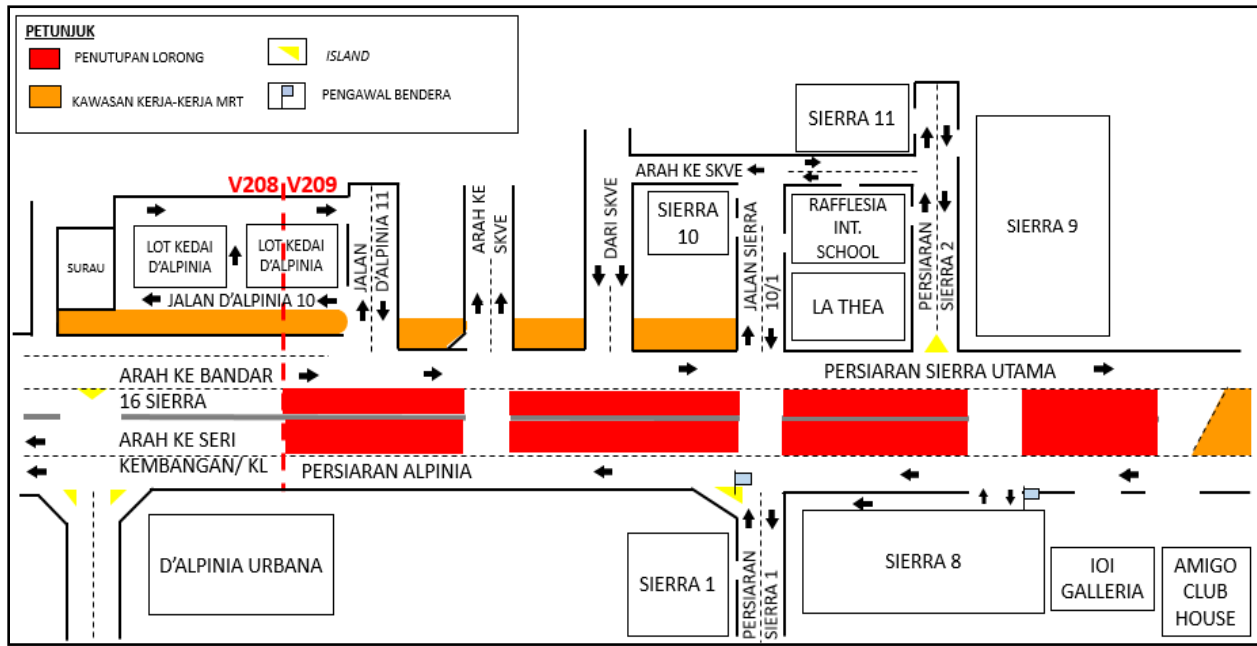 PETUNJUK
PENUTUPAN LORONG
ISLAND
KAWASAN KERJA-KERJA MRT
PENGAWAL BENDERA
SIERRA 11
ARAH KE SKVE
V208 V209
SURAU
LOT KEDAI
D'ALPINIA
LOT KEDAI
D'ALPINIA
JALAN D'ALPINIA 10
JALAN
D'ALPINIA 11
ARAH KE
SKVE
DARI SKVE
SIERRA
10
JALAN SIERRA
10/1
RAFFLESIA
INT.
SCHOOL
LA THEA
PERSIARAN
SIERRA 2
SIERRA 9
ARAH KE BANDAR
16 SIERRA
PERSIARAN SIERRA UTAMA
ARAH KE SERI
KEMBANGAN/ KL
PERSIARAN ALPINIA
D'ALPINIA URBANA
SIERRA 1
PERSIARAN
SIERRA 1
SIERRA 8
IOI
GALLERIA
AMIGO
CLUB
HOUSE